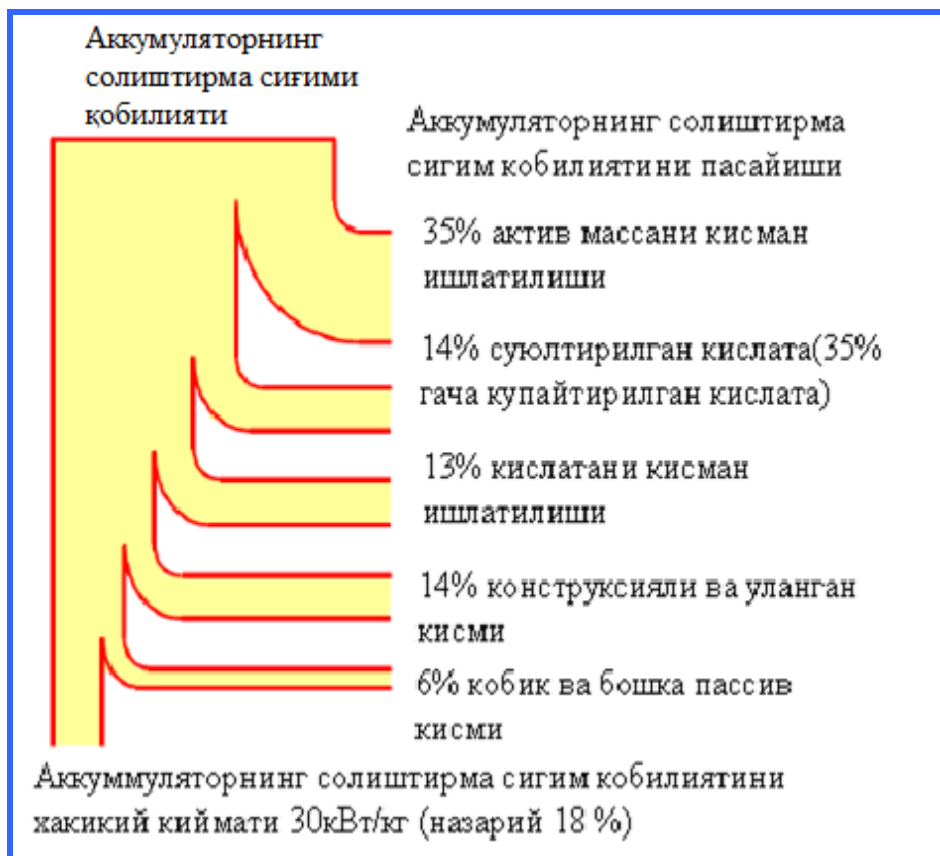 Аккумуляторнинг
солиштирма сиғими
қобилияти
Аккумуляторнинг солиштирма
сигим кобилиятини пасайиши
35% актив массани кисман
ишлатилиши
14% суюлтирилган кислата(35%
гача купайтирилган кислата)
13% кислатани кисман
ишлатилиши
14% конструксияли ва уланган
кисми
6% кобик ва бошка пассив
кисми
Аккуммуляторнинг солиштирма сигим кобилиятини
хакикий киймати 30кВт/кг (назарий 18 %)